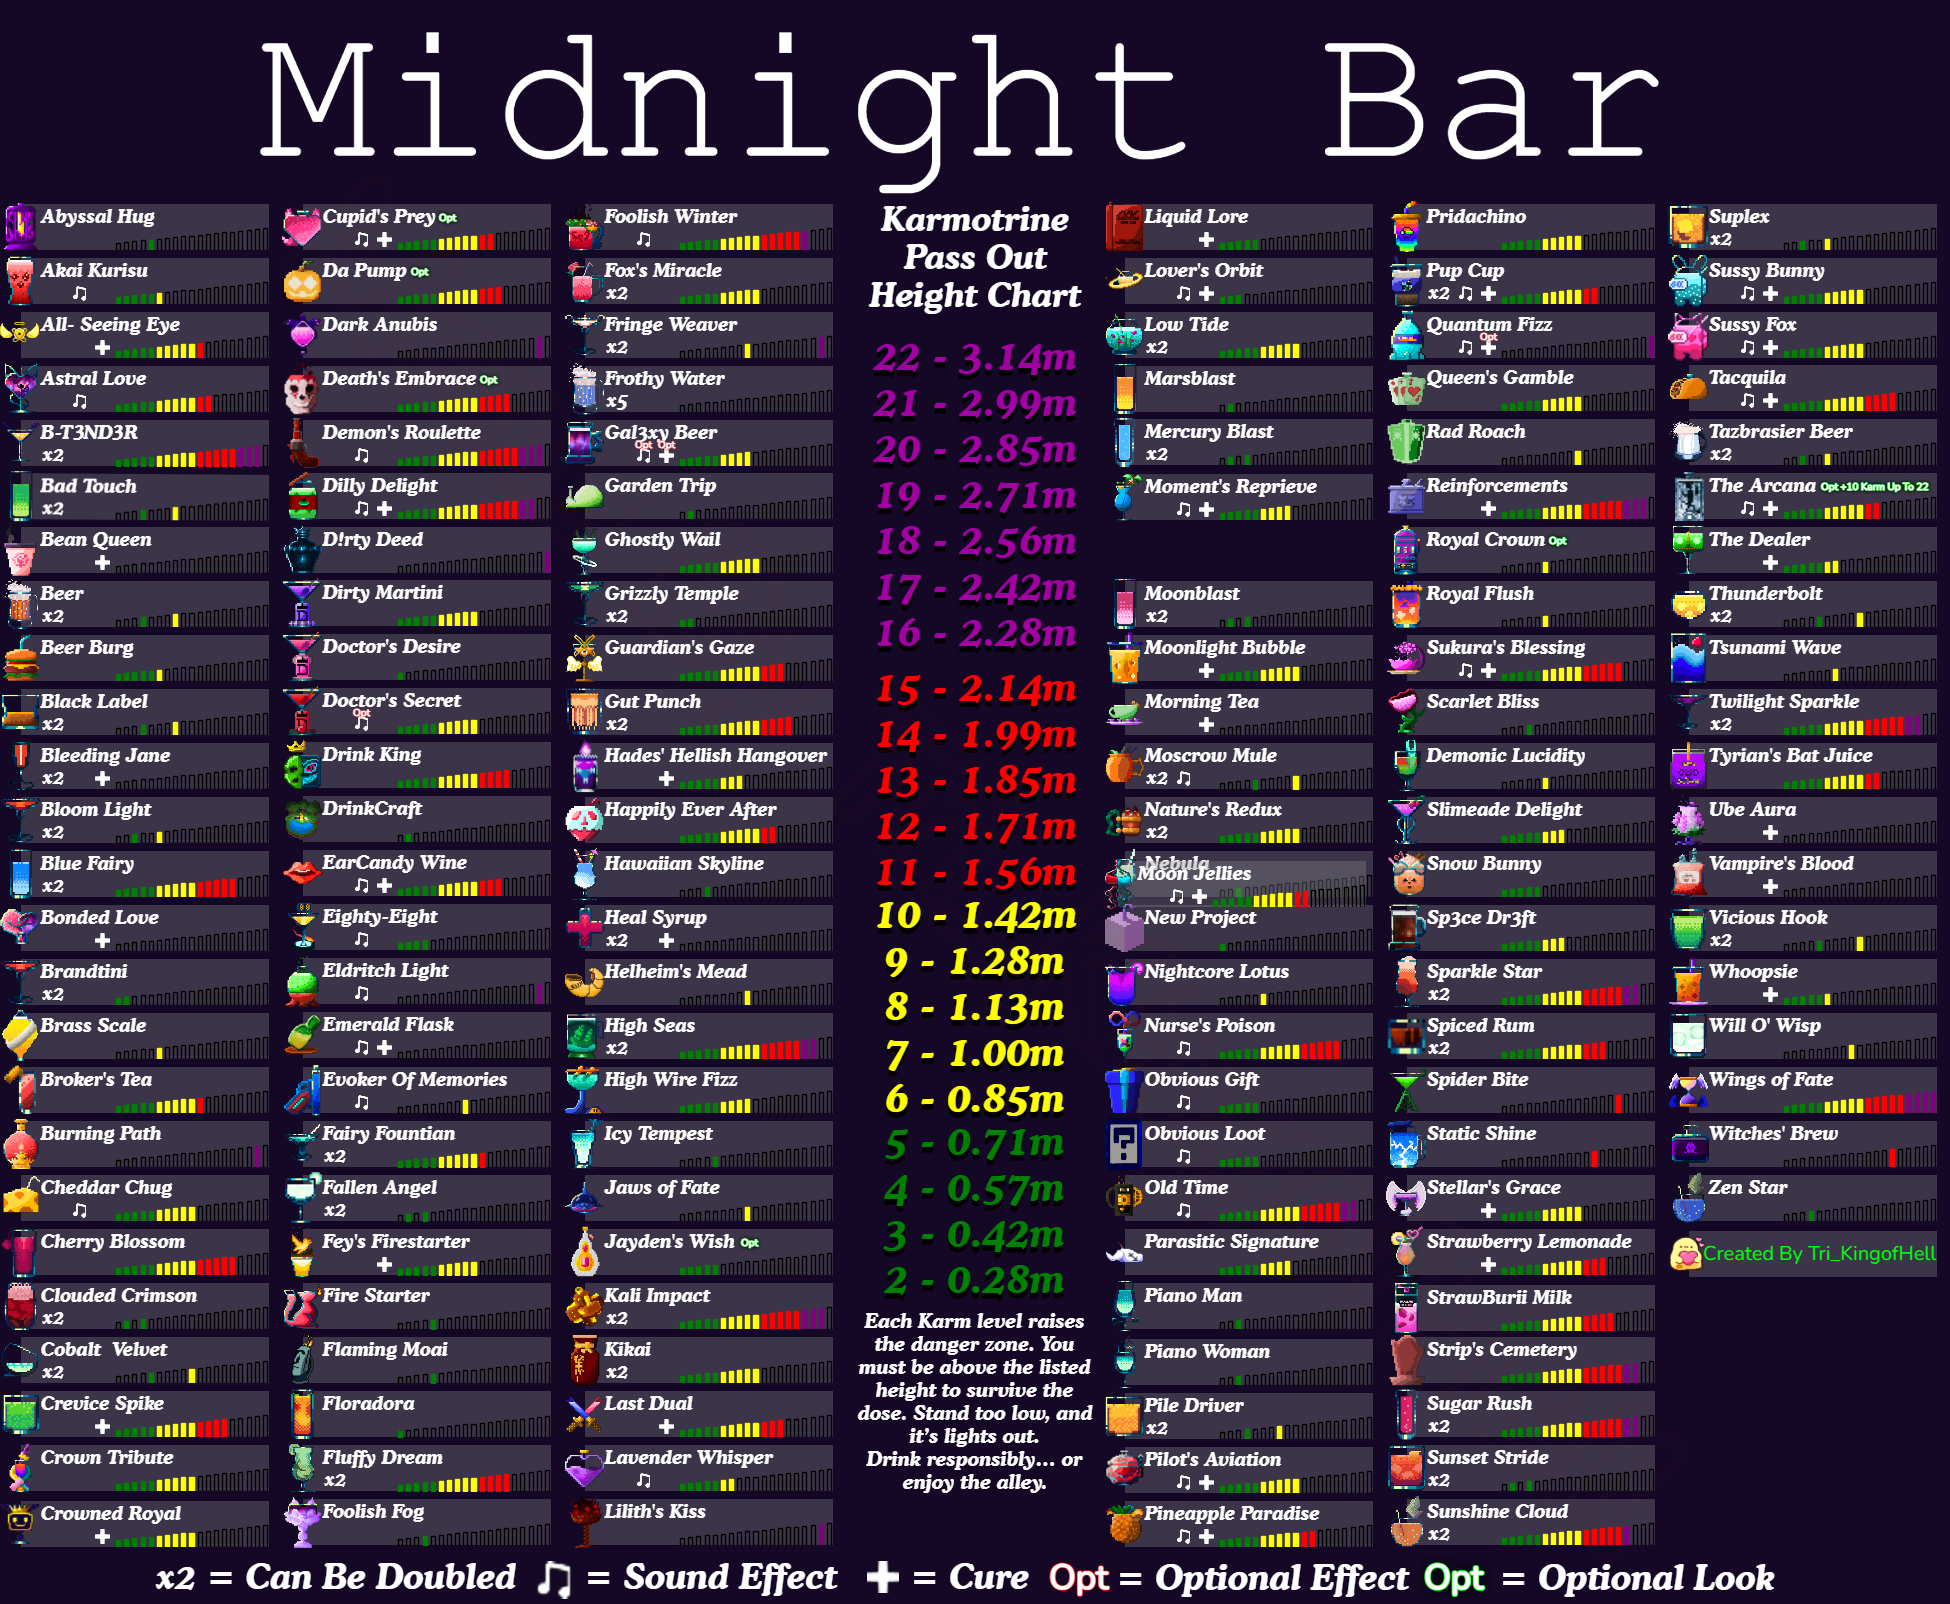 Midnight Bar
Abyssal Hug
Akai Kurisu
♫
All- Seeing Eye
✚
Astral Love
♫
B-T3ND3R
x2
Bad Touch
x2
Bean Queen
✚
Beer
x2
Beer Burg
Black Label
x2
Bleeding Jane
x2 ✚
Bloom Light
x2
Blue Fairy
x2
Bonded Love
✚
Brandtini
x2
Brass Scale
Broker's Tea
Burning Path
Cheddar Chug
♫
Cherry Blossom
Clouded Crimson
x2
Cobalt Velvet
x2
Crevice Spike
✚
Crown Tribute
Crowned Royal
✚
Cupid's Prey Opt
♫ ✚
Da Pump Opt
Dark Anubis
Death's Embrace Opt
Demon's Roulette
♫
Dilly Delight
♫ ✚
D!rty Deed
Dirty Martini
Doctor's Desire
Doctor's Secret
Opt
♫
Drink King
DrinkCraft
EarCandy Wine
♫ ✚
Eighty-Eight
♫
Eldritch Light
♫
Emerald Flask
♫ ✚
Evoker Of Memories
♫
Fairy Fountian
x2
Fallen Angel
x2
Fey's Firestarter
✚
Fire Starter
Flaming Moai
Floradora
Fluffy Dream
x2
Foolish Fog
Foolish Winter
♫
Fox's Miracle
x2
Fringe Weaver
x2
Frothy Water
x5
Gal3xy Beer
Opt Opt
♫ ✚
Garden Trip
Ghostly Wail
Grizzly Temple
x2
Guardian's Gaze
Gut Punch
x2
Hades' Hellish Hangover
✚
Happily Ever After
Hawaiian Skyline
Heal Syrup
x2 ✚
Helheim's Mead
High Seas
x2
High Wire Fizz
Icy Tempest
Jaws of Fate
Jayden's Wish Opt
Kali Impact
x2
Kikai
x2
Last Dual
✚
Lavender Whisper
♫
Lilith's Kiss
Karmotrine
Pass Out
Height Chart
22 - 3.14m
21 - 2.99m
20 - 2.85m
19 - 2.71m
18 - 2.56m
17 - 2.42m
16 - 2.28m
15 - 2.14m
14 - 1.99m
13 - 1.85m
12 - 1.71m
11 - 1.56m
10 - 1.42m
9 - 1.28m
8 - 1.13m
7 - 1.00m
6 - 0.85m
5 - 0.71m
4 - 0.57m
3 - 0.42m
2 - 0.28m
Each Karm level raises
the danger zone. You
must be above the listed
height to survive the
dose. Stand too low, and
it's lights out.
Drink responsibly... or
enjoy the alley.
Liquid Lore
✚
Lover's Orbit
♫ ✚
Low Tide
x2
Marsblast
Mercury Blast
x2
Moment's Reprieve
♫ ✚
Moonblast
x2
Moonlight Bubble
✚
Morning Tea
✚
Moscrow Mule
x2 ♫
Nature's Redux
x2
Nebula
Moon Jellies
♫ ✚
New Project
Nightcore Lotus
Nurse's Poison
♫
Obvious Gift
♫
Obvious Loot
♫
Old Time
♫
Parasitic Signature
Piano Man
Piano Woman
Pile Driver
x2
Pilot's Aviation
♫ ✚
Pineapple Paradise
♫ ✚
Pridachino
Pup Cup
x2 ♫ ✚
Quantum Fizz
Opt
♫ ✚
Queen's Gamble
Rad Roach
Reinforcements
✚
Royal Crown Opt
Royal Flush
Sukura's Blessing
♫ ✚
Scarlet Bliss
Demonic Lucidity
Slimeade Delight
Snow Bunny
Sp3ce Dr3ft
Sparkle Star
x2
Spiced Rum
x2
Spider Bite
Static Shine
Stellar's Grace
✚
Strawberry Lemonade
✚
StrawBurii Milk
Strip's Cemetery
Sugar Rush
x2
Sunset Stride
x2
Sunshine Cloud
x2
Suplex
x2
Sussy Bunny
♫ ✚
Sussy Fox
♫ ✚
Tacquila
♫ ✚
Tazbrasier Beer
x2
The Arcana Opt +10 Karm Up To 22
♫ ✚
The Dealer
✚
Thunderbolt
x2
Tsunami Wave
Twilight Sparkle
x2
Tyrian's Bat Juice
Ube Aura
✚
Vampire's Blood
✚
Vicious Hook
x2
Whoopsie
✚
Will O' Wisp
Wings of Fate
Witches' Brew
Zen Star
Created By Tri_KingofHell
x2 = Can Be Doubled ♫ = Sound Effect ✚ = Cure Opt = Optional Effect Opt = Optional Look